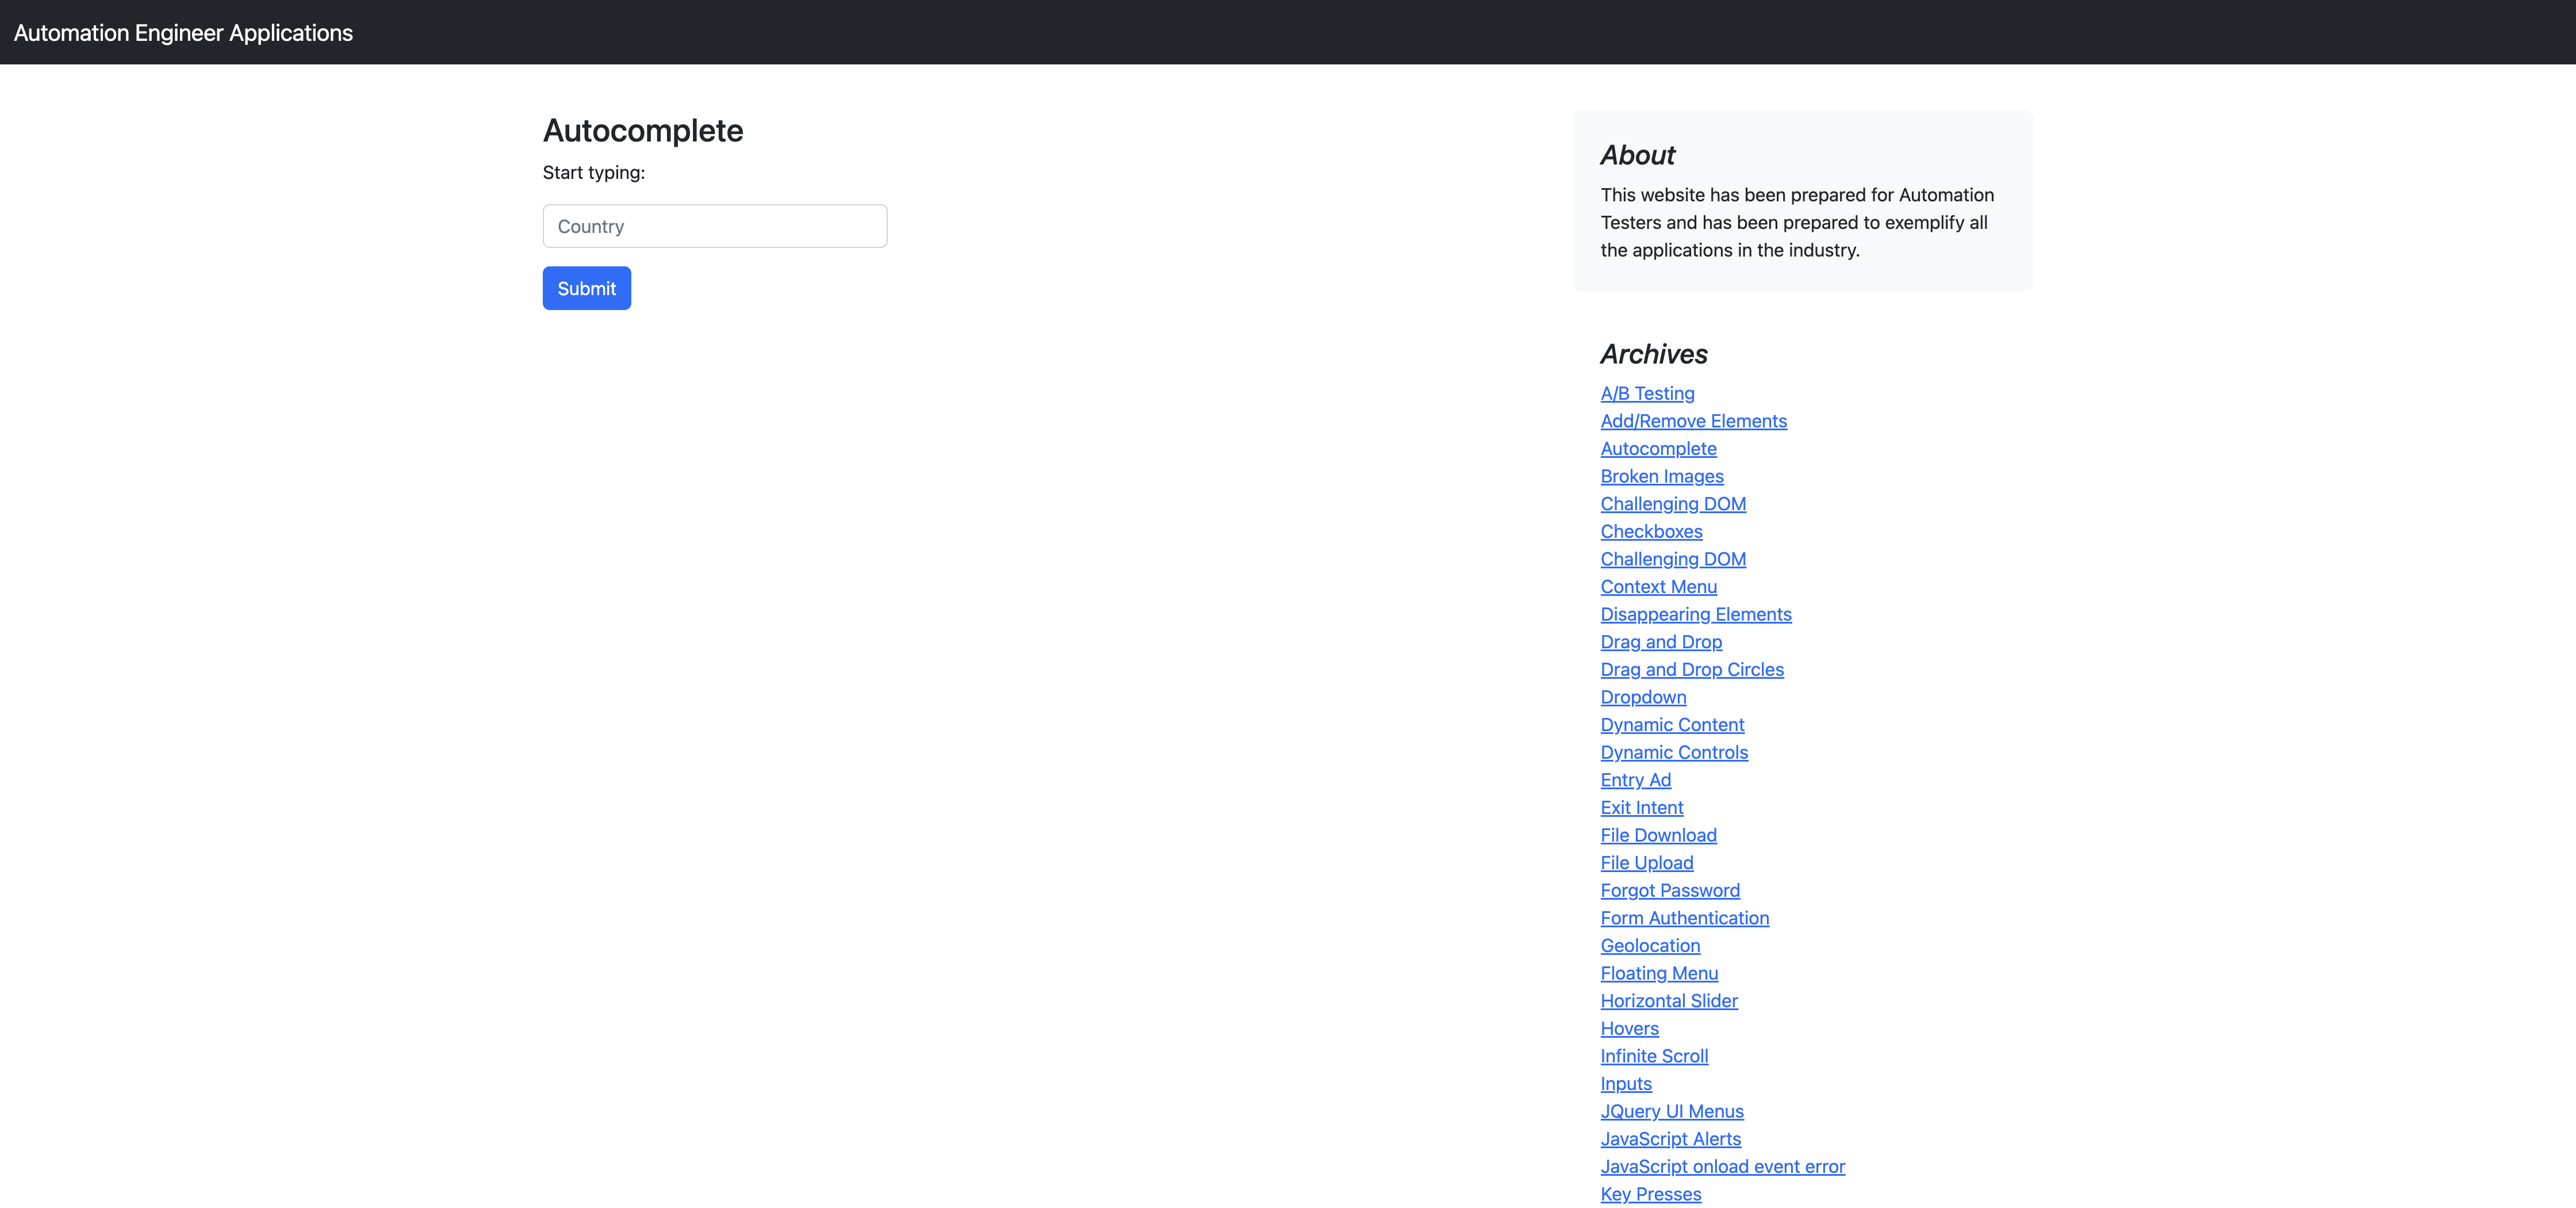 Automation Engineer Applications
Autocomplete
Start typing:
Country
Submit
About
This website has been prepared for Automation
Testers and has been prepared to exemplify all
the applications in the industry.
Archives
A/B Testing
Add/Remove Elements
Autocomplete
Broken Images
Challenging DOM
Checkboxes
Challenging DOM
Context Menu
Disappearing Elements
Drag and Drop
Drag and Drop Circles
Dropdown
Dynamic Content
Dynamic Controls
Entry Ad
Exit Intent
File Download
File Upload
Forgot Password
Form Authentication
Geolocation
Floating Menu
Horizontal Slider
Hovers
Infinite Scroll
Inputs
JQuery UI Menus
JavaScript Alerts
JavaScript onload event error
Key Presses